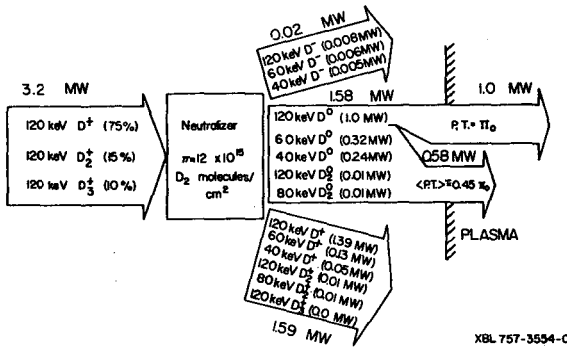 0.02 MW
120 keV D⁻ (0.008 MW)
60 keV D⁻ (0.006 MW)
40 keV D⁻ (0.005 MW)
3.2 MW
120 keV D⁺ (75%)
120 keV D₂⁺ (15%)
120 keV D₃⁺ (10%)
Neutralizer
π=12 x10¹⁵
D₂ molecules/
cm²
1.58 MW
120 keV D⁰ (1.0 MW)
60 keV D⁰ (0.32 MW)
40 keV D⁰ (0.24 MW)
120 keV D₂⁰ (0.01 MW)
80 keV D₂⁰ (0.01 MW)
1.0 MW
P.T.= π₀
0.58 MW
<P.T.>=0.45 π₀
PLASMA
120 keV D⁺ (1.39 MW)
60 keV D⁺ (0.13 MW)
40 keV D⁺ (0.05 MW)
120 keV D₂⁺ (0.01 MW)
80 keV D₂⁺ (0.01 MW)
120 keV D₃⁺ (0.0 MW)
1.59 MW
XBL 757-3554-C